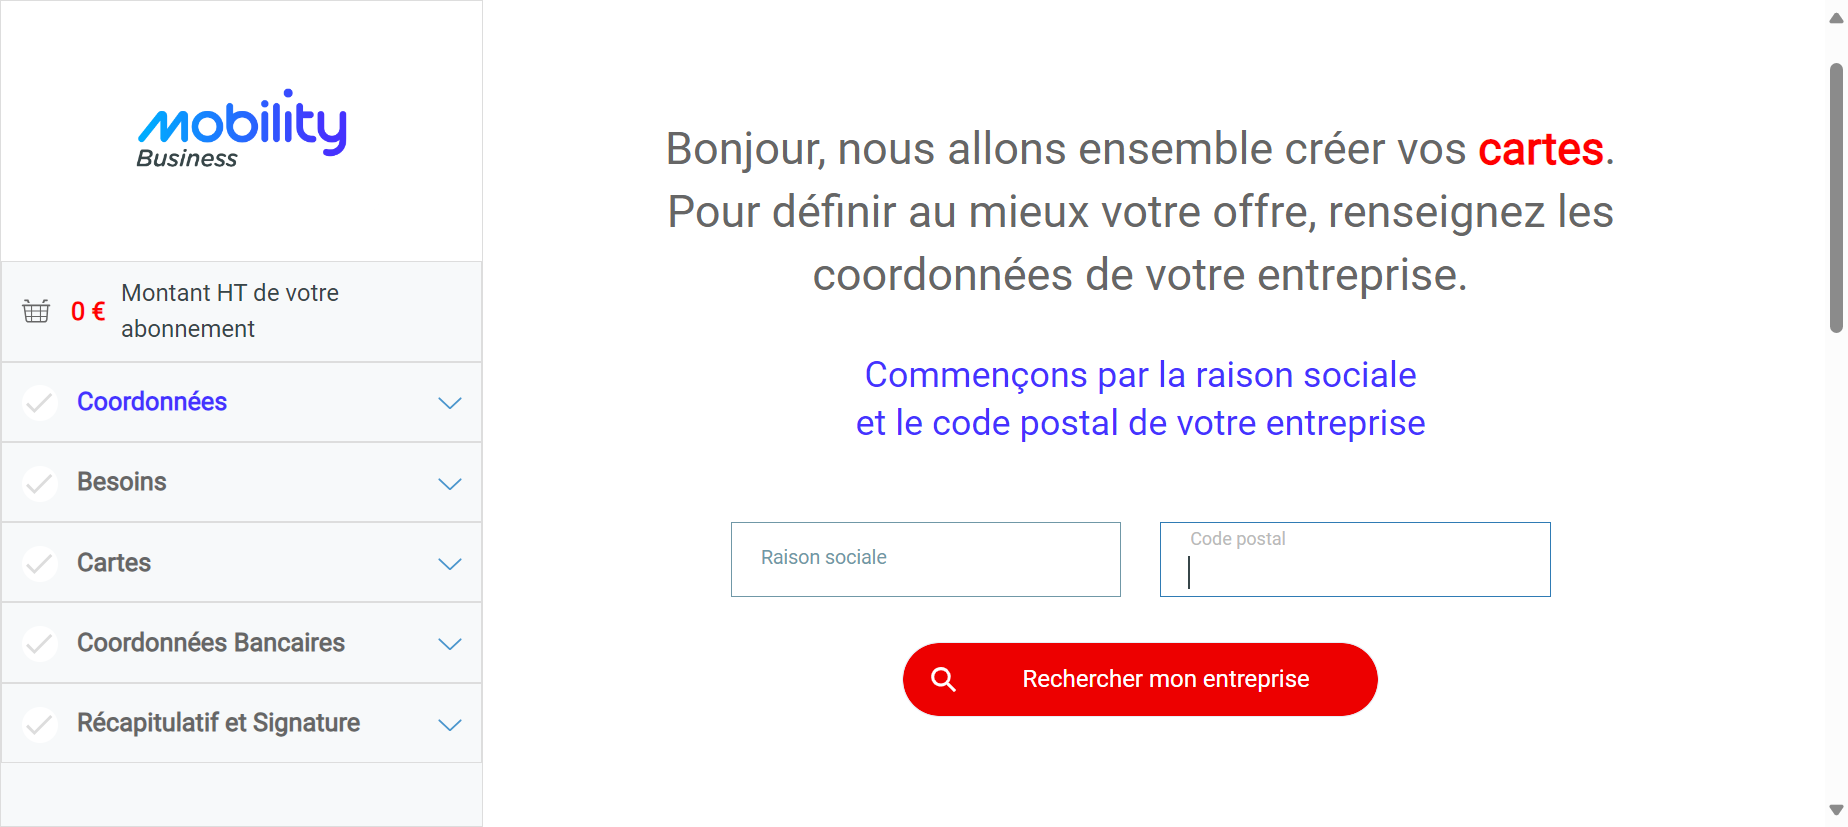 mobility
Business
0 €
Montant HT de votre
abonnement
Coordonnées
Besoins
Cartes
Coordonnées Bancaires
Récapitulatif et Signature
Bonjour, nous allons ensemble créer vos cartes.
Pour définir au mieux votre offre, renseignez les
coordonnées de votre entreprise.
Commençons par la raison sociale
et le code postal de votre entreprise
Raison sociale
Code postal
Rechercher mon entreprise